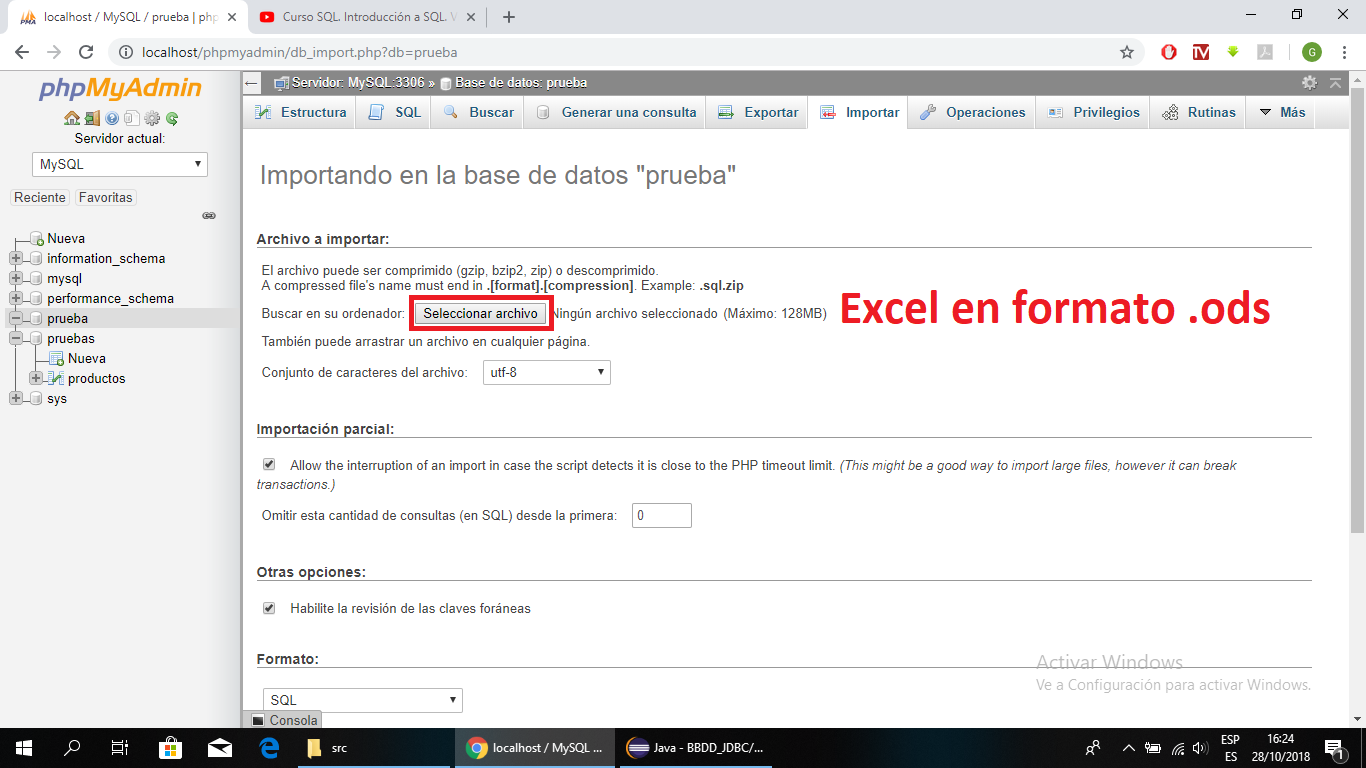 localhost / MySQL / prueba | php
Curso SQL. Introducción a SQL. V
localhost/phpmyadmin/db_import.php?db=prueba
G
phpMyAdmin
Servidor actual:
MySQL
Reciente
Favoritas
Nueva
information_schema
mysql
performance_schema
prueba
pruebas
Nueva
productos
sys
Servidor: MySQL:3306 » Base de datos: prueba
Estructura
SQL
Buscar
Generar una consulta
Exportar
Importar
Operaciones
Privilegios
Rutinas
Más
Importando en la base de datos "prueba"
Archivo a importar:
El archivo puede ser comprimido (gzip, bzip2, zip) o descomprimido.
A compressed file's name must end in .[format].[compression]. Example: .sql.zip
Buscar en su ordenador: Seleccionar archivo Ningún archivo seleccionado (Máximo: 128MB)
Excel en formato .ods
También puede arrastrar un archivo en cualquier página.
Conjunto de caracteres del archivo: utf-8
Importación parcial:
Allow the interruption of an import in case the script detects it is close to the PHP timeout limit. (This might be a good way to import large files, however it can break
transactions.)
Omitir esta cantidad de consultas (en SQL) desde la primera: 0
Otras opciones:
Habilite la revisión de las claves foráneas
Formato:
SQL
Consola
Activar Windows
Ve a Configuración para activar Windows.
src
localhost / MySQL ...
Java - BBDD_JDBC/...
ESP
ES
16:24
28/10/2018
1